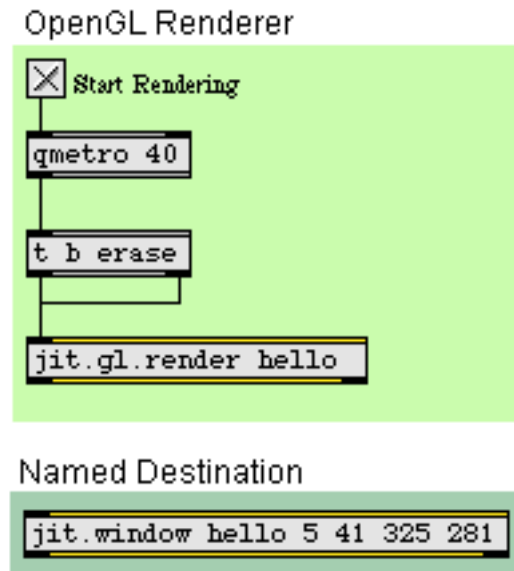 OpenGL Renderer
Start Rendering
qmetro 40
t b erase
jit.gl.render hello
Named Destination
jit.window hello 5 41 325 281